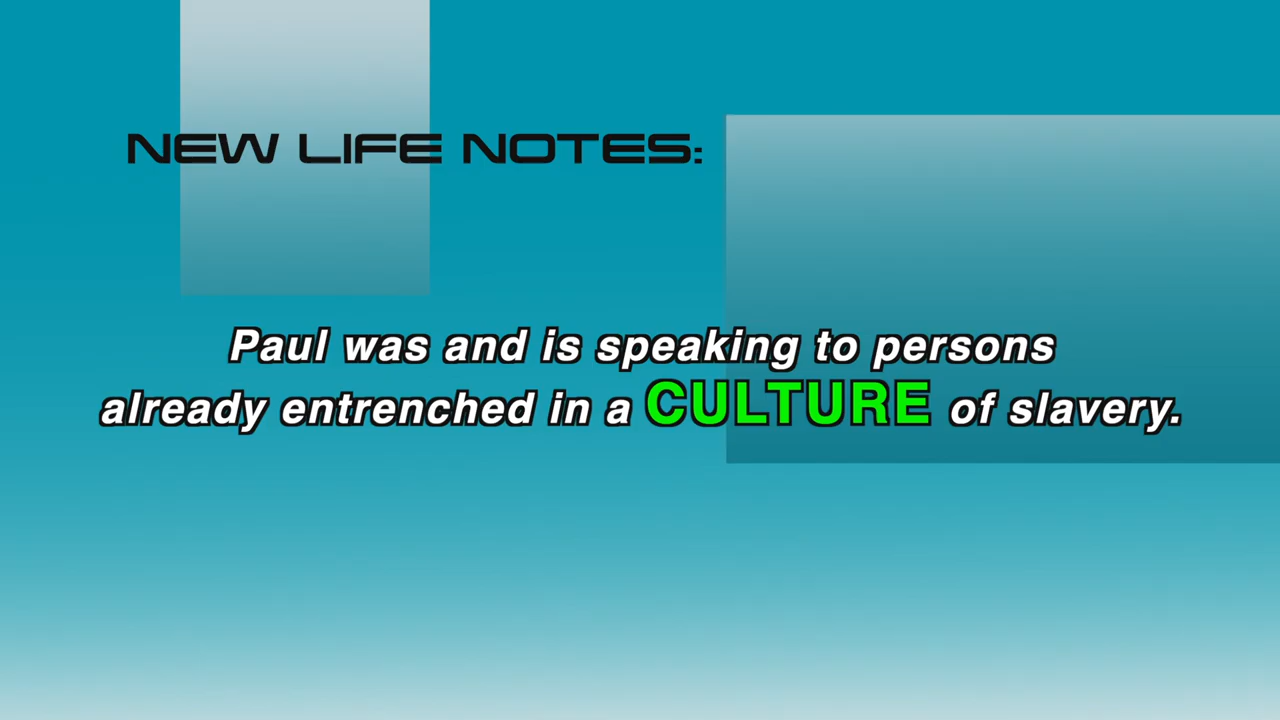 NEW LIFE NOTES:
Paul was and is speaking to persons
already entrenched in a CULTURE of slavery.